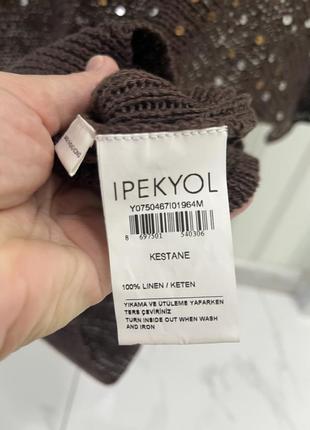 IPEKYOL
Y0750467I01964M
8 697501 540306
KESTANE
100% LINEN / KETEN
YIKAMA VE ÜTÜLEME YAPARKEN
TERS ÇEVİRİNİZ
TURN INSIDE OUT WHEN WASH
AND IRON